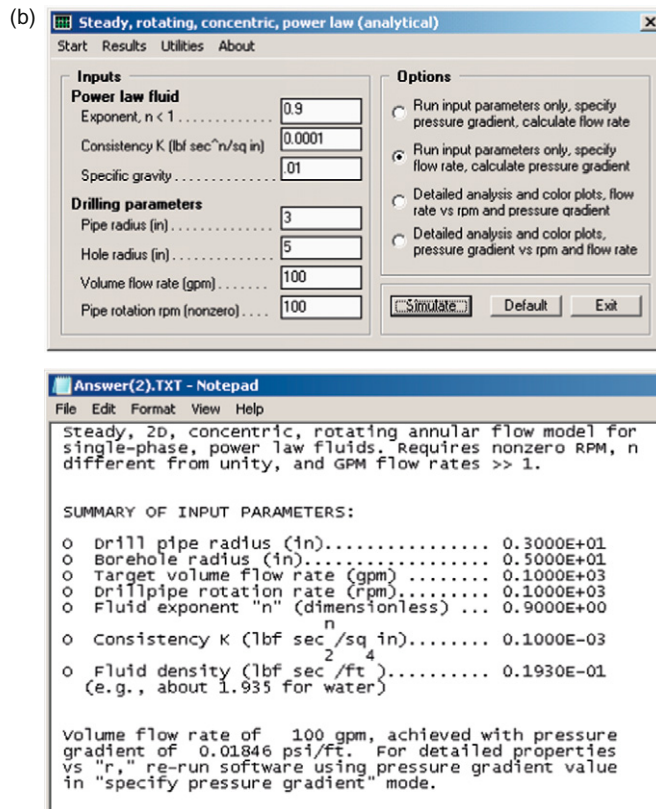 (b)
Steady, rotating, concentric, power law (analytical)
Start Results Utilities About
Inputs
Power law fluid
Exponent, n < 1 . . . . . . . . . . . . . 0.9
Consistency K (lbf sec^n/sq in) 0.0001
Specific gravity . . . . . . . . . . . . . . .01
Drilling parameters
Pipe radius (in) . . . . . . . . . . . . . . 3
Hole radius (in) . . . . . . . . . . . . . . 5
Volume flow rate (gpm) . . . . . . . 100
Pipe rotation rpm (nonzero) . . . . 100
Options
Run input parameters only, specify
pressure gradient, calculate flow rate
Run input parameters only, specify
flow rate, calculate pressure gradient
Detailed analysis and color plots, flow
rate vs rpm and pressure gradient
Detailed analysis and color plots,
pressure gradient vs rpm and flow rate
Simulate Default Exit
Answer(2).TXT - Notepad
File Edit Format View Help
Steady, 2D, concentric, rotating annular flow model for
single-phase, power law fluids. Requires nonzero RPM, n
different from unity, and GPM flow rates >> 1.
SUMMARY OF INPUT PARAMETERS:
o Drill pipe radius (in)................ 0.3000E+01
o Borehole radius (in).................. 0.5000E+01
o Target volume flow rate (gpm) ........ 0.1000E+03
o Drillpipe rotation rate (rpm)......... 0.1000E+03
o Fluid exponent "n" (dimensionless) ... 0.9000E+00
n
o Consistency K (lbf sec /sq in)........ 0.1000E-03
2 4
o Fluid density (lbf sec /ft ).......... 0.1930E-01
(e.g., about 1.935 for water)
Volume flow rate of 100 gpm, achieved with pressure
gradient of 0.01846 psi/ft. For detailed properties
vs "r," re-run software using pressure gradient value
in "specify pressure gradient" mode.